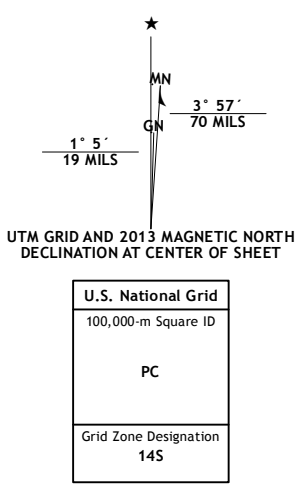 ★
MN
3° 57´
70 MILS
GN
1° 5´
19 MILS
UTM GRID AND 2013 MAGNETIC NORTH
DECLINATION AT CENTER OF SHEET
U.S. National Grid
100,000-m Square ID
PC
Grid Zone Designation
14S